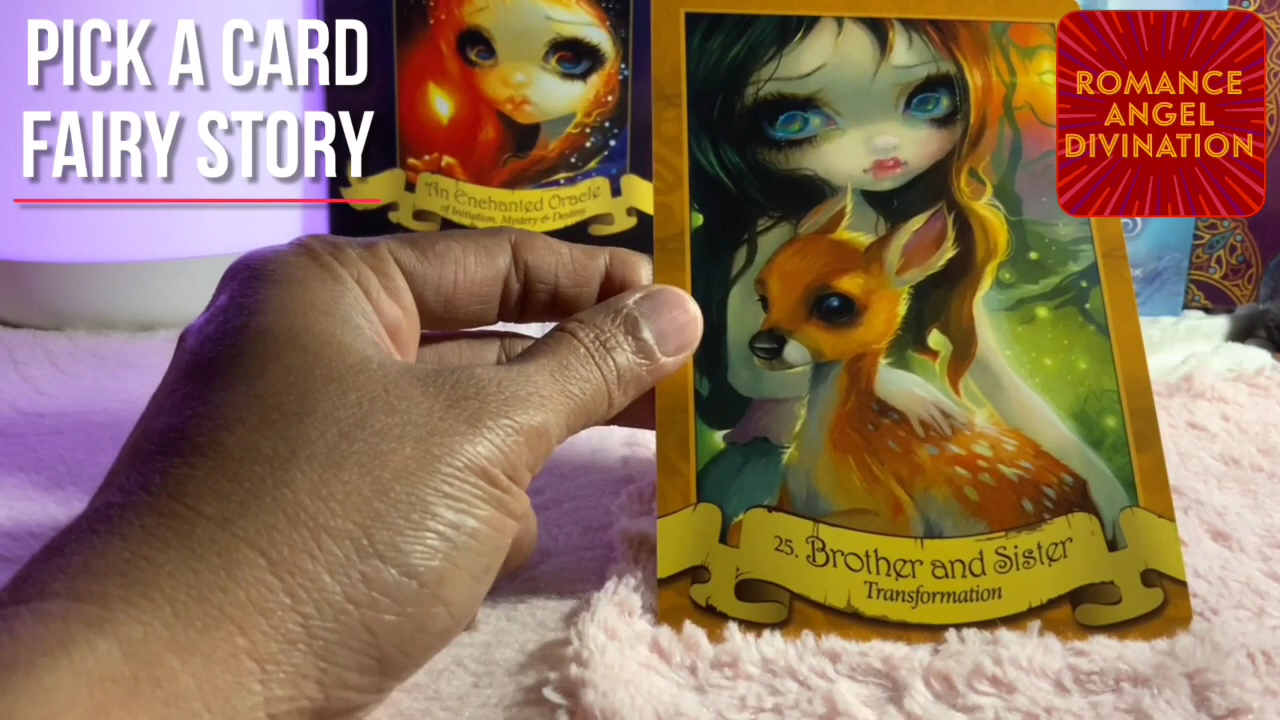 PICK A CARD
FAIRY STORY
ROMANCE
ANGEL
DIVINATION
An Enchanted Oracle
of Initiation, Mystery & Destiny
25. Brother and Sister
Transformation